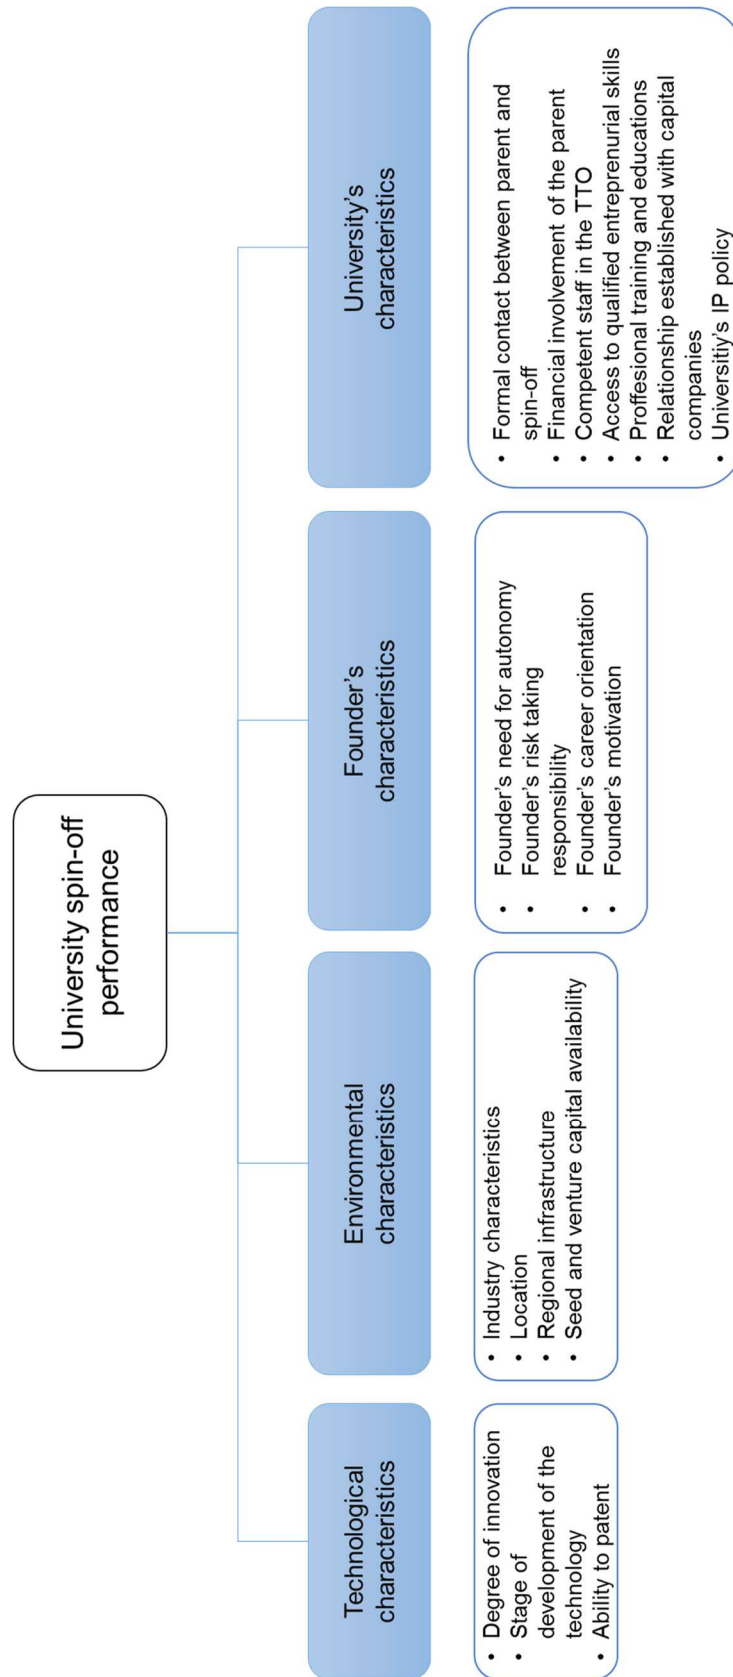 University spin-off
performance
Technological
characteristics
• Degree of innovation
• Stage of
development of the
technology
• Ability to patent
Environmental
characteristics
• Industry characteristics
• Location
• Regional infrastructure
• Seed and venture capital availability
Founder's
characteristics
• Founder's need for autonomy
• Founder's risk taking
responsibility
• Founder's career orientation
• Founder's motivation
University's
characteristics
• Formal contact between parent and
spin-off
• Financial involvement of the parent
• Competent staff in the TTO
• Access to qualified entreprenurial skills
• Proffesional training and educations
• Relationship established with capital
companies
• Universitiy's IP policy